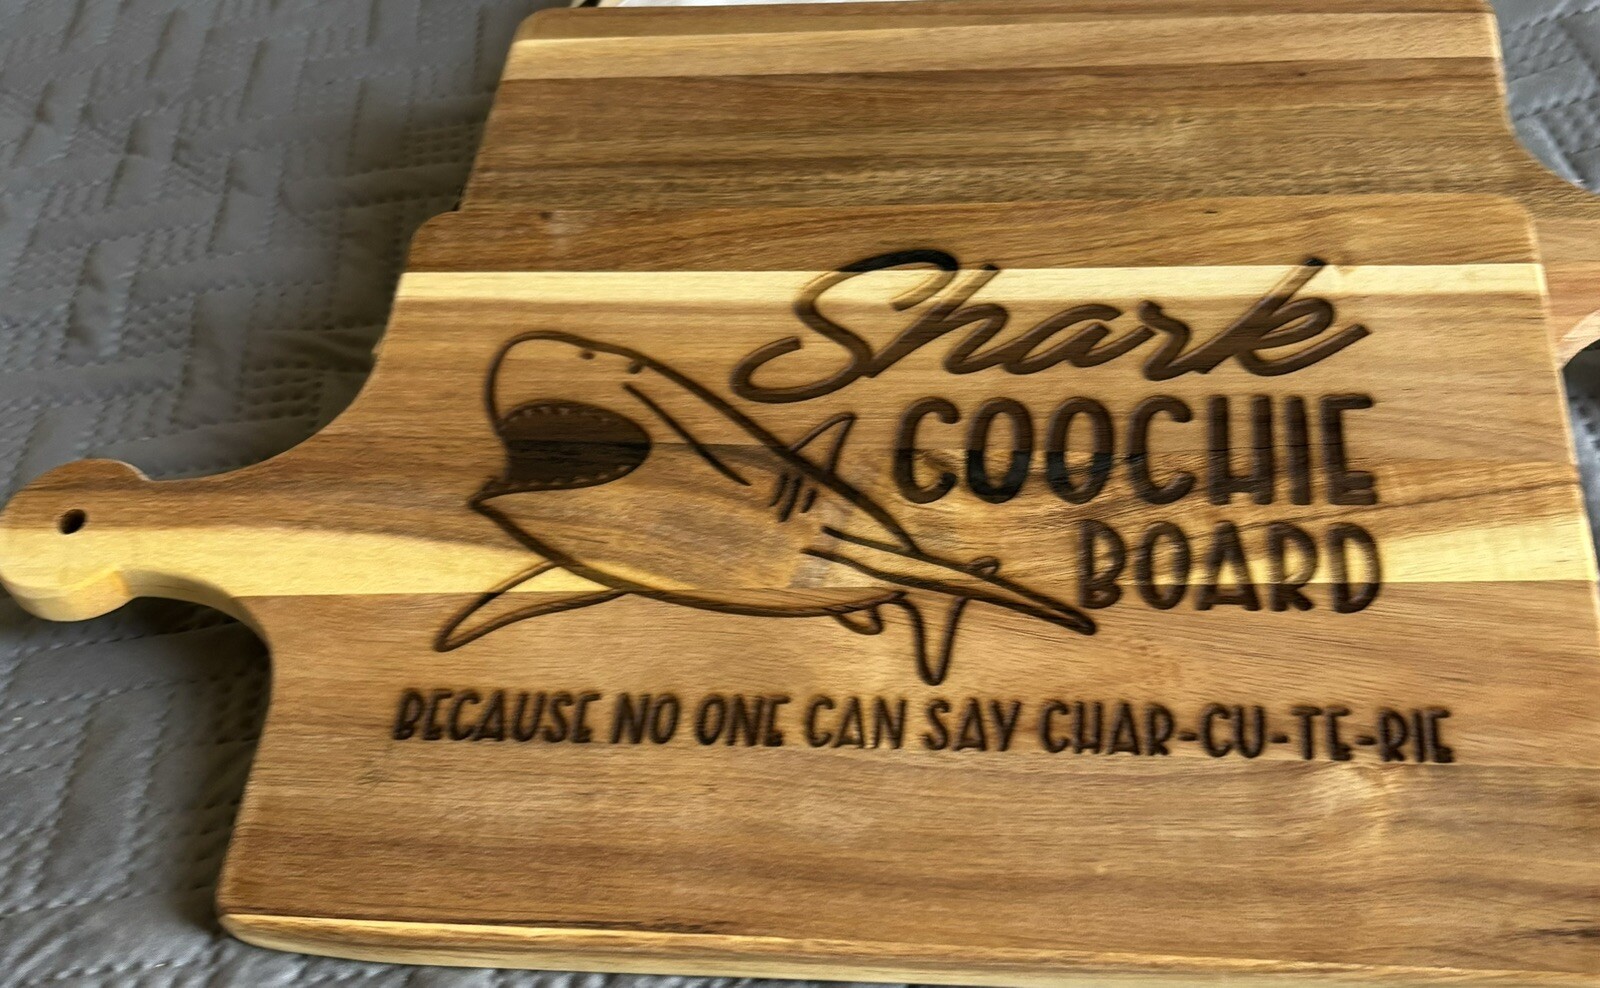 Shark
COOCHIE
BOARD
BECAUSE NO ONE CAN SAY CHAR-CU-TE-RIE